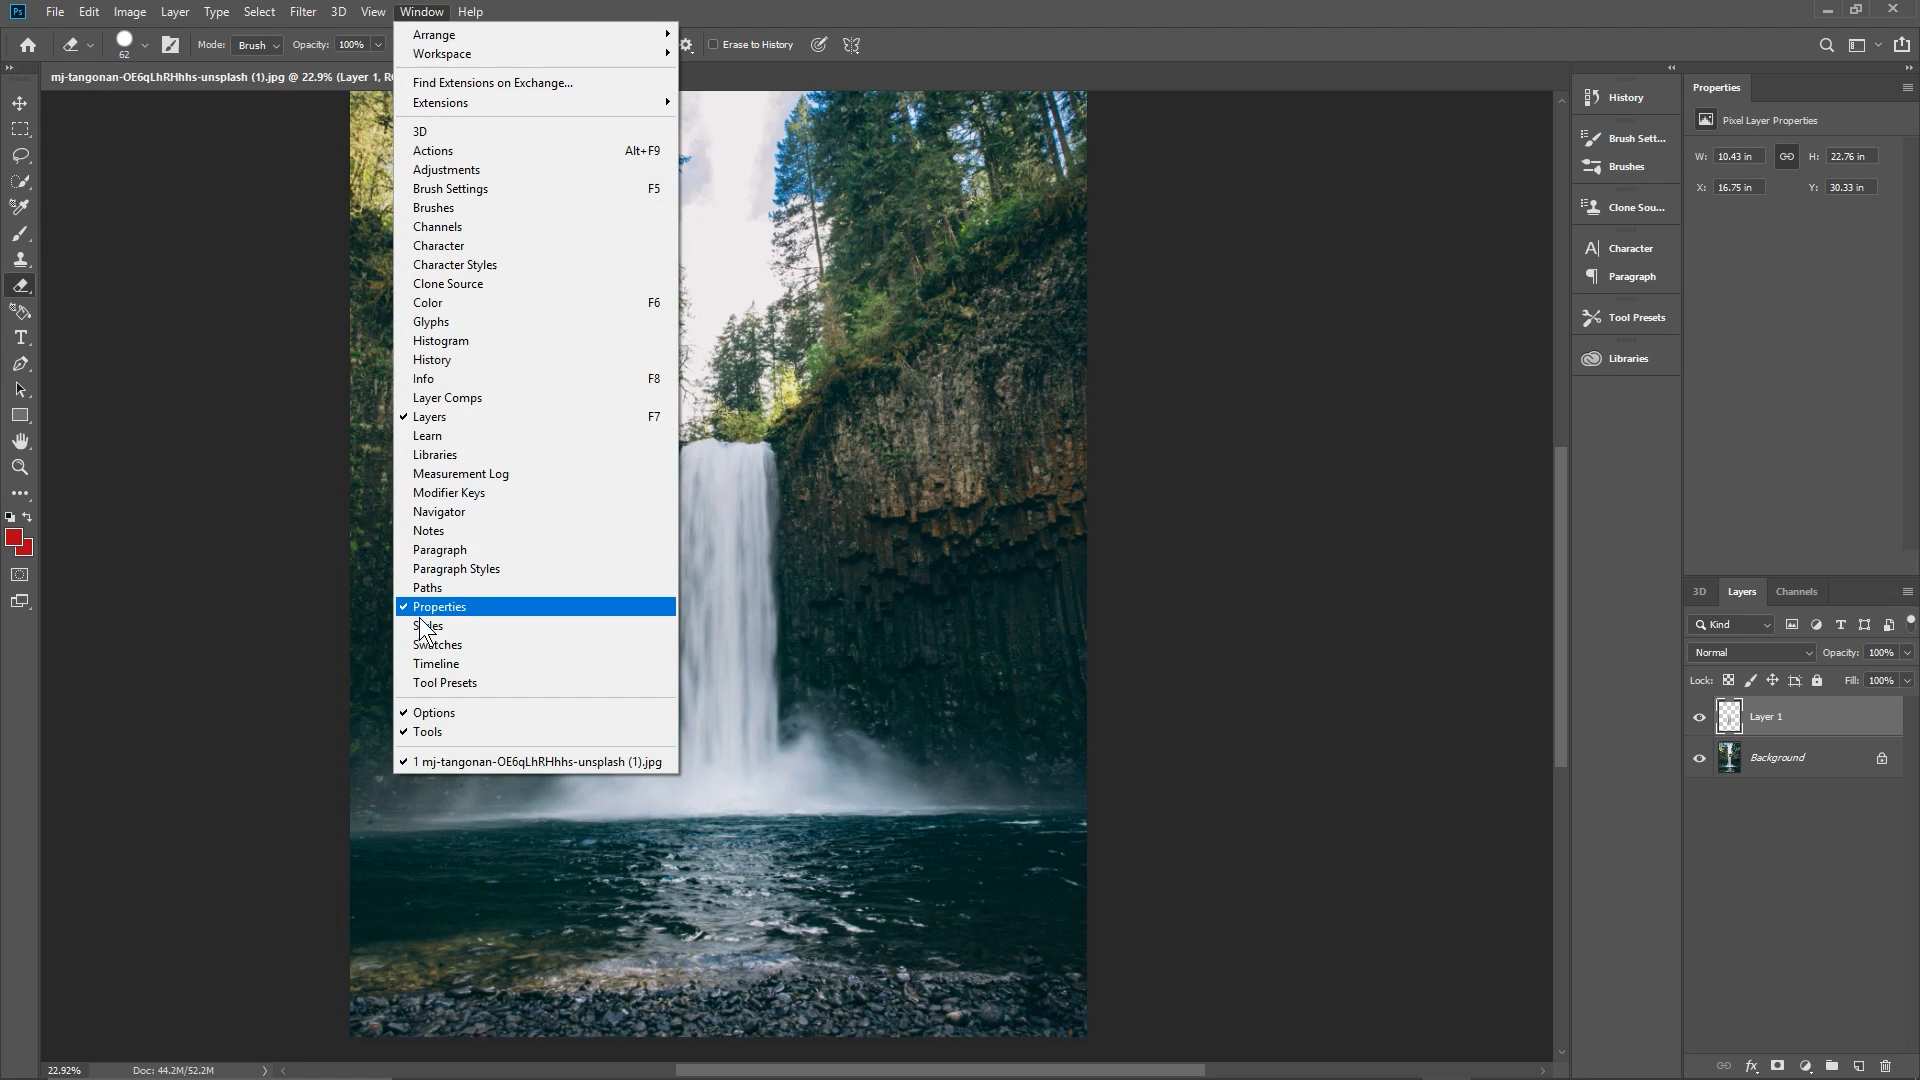 Ps File Edit Image Layer Type Select Filter 3D View Window Help
62 Mode: Brush Opacity: 100% Erase to History
mj-tangonan-OE6qLhRHhhs-unsplash (1).jpg @ 22.9% (Layer 1, R
Arrange
Workspace
Find Extensions on Exchange...
Extensions
3D
Actions Alt+F9
Adjustments
Brush Settings F5
Brushes
Channels
Character
Character Styles
Clone Source
Color F6
Glyphs
Histogram
History
Info F8
Layer Comps
Layers F7
Learn
Libraries
Measurement Log
Modifier Keys
Navigator
Notes
Paragraph
Paragraph Styles
Paths
Properties
Styles
Swatches
Timeline
Tool Presets
Options
Tools
1 mj-tangonan-OE6qLhRHhhs-unsplash (1).jpg
History
Brush Sett...
Brushes
Clone Sou...
Character
Paragraph
Tool Presets
Libraries
Properties
Pixel Layer Properties
W: 10.43 in H: 22.76 in
X: 16.75 in Y: 30.33 in
3D Layers Channels
Kind
Normal Opacity: 100%
Lock: Fill: 100%
Layer 1
Background
22.92% Doc: 44.2M/52.2M